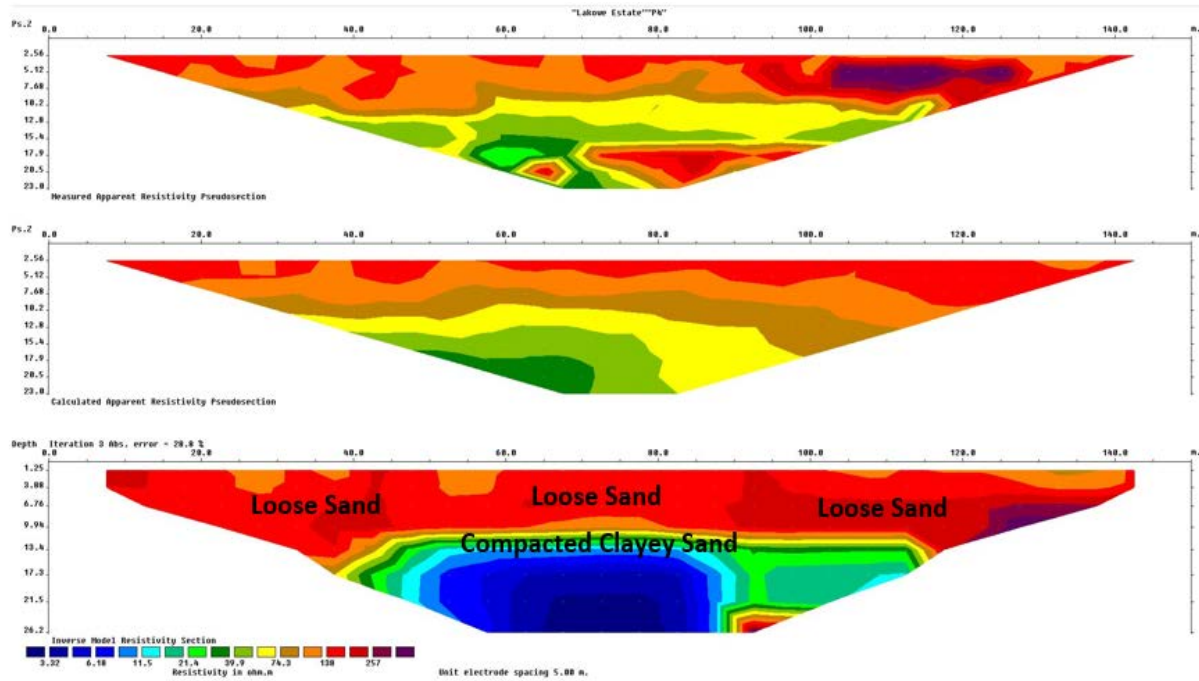 "Lakowe Estate""P4"
Ps.Z 0.0 20.0 40.0 60.0 80.0 100.0 120.0 140.0 m.
2.56
5.12
7.68
10.2
12.8
15.4
17.9
20.5
23.0
Measured Apparent Resistivity Pseudosection
Ps.Z 0.0 20.0 40.0 60.0 80.0 100.0 120.0 140.0 m.
2.56
5.12
7.68
10.2
12.8
15.4
17.9
20.5
23.0
Calculated Apparent Resistivity Pseudosection
Depth Iteration 3 Abs. error = 28.8 %
0.0 20.0 40.0 60.0 80.0 100.0 120.0 140.0 m.
1.25
3.88
6.76
9.94
13.4
17.3
21.5
26.2
Loose Sand Loose Sand Loose Sand
Compacted Clayey Sand
Inverse Model Resistivity Section
3.32 6.18 11.5 21.4 39.9 74.3 138 257
Resistivity in ohm.m Unit electrode spacing 5.00 m.